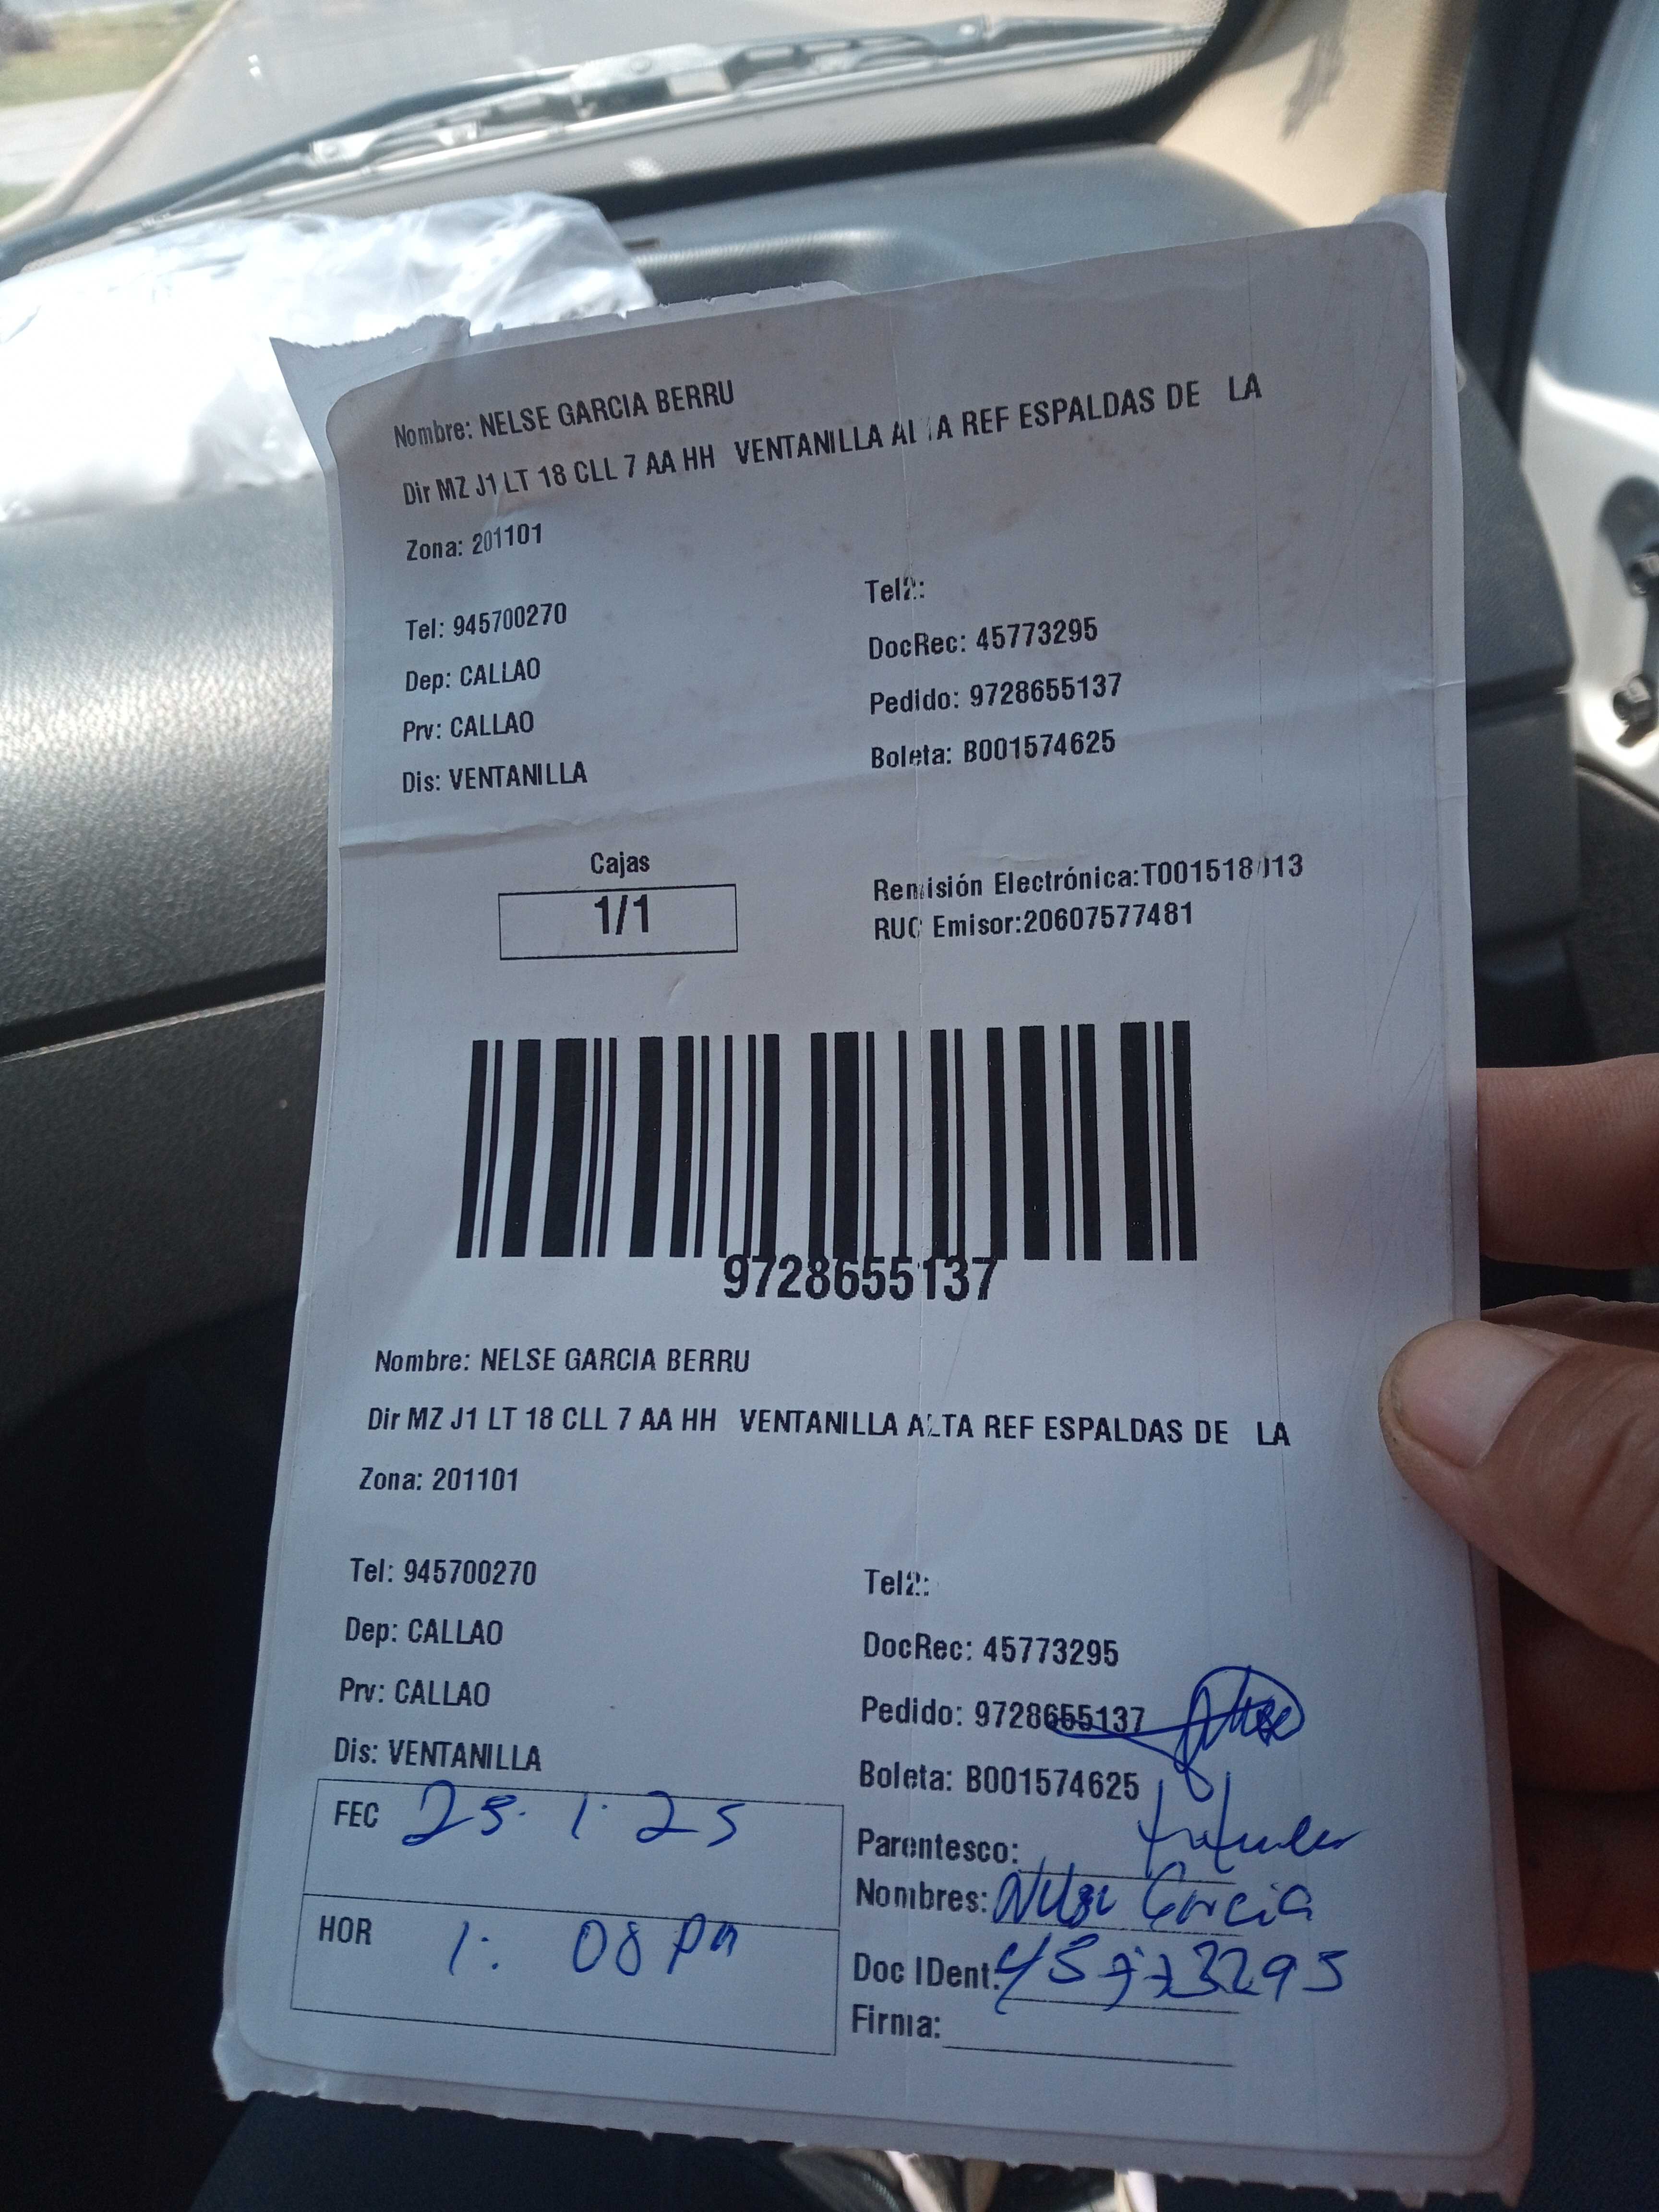 Nombre: NELSE GARCIA BERRU
Dir MZ J1 LT 18 CLL 7 AA HH VENTANILLA ALTA REF ESPALDAS DE LA
Zona: 201101
Tel: 945700270 Tel2:
Dep: CALLAO DocRec: 45773295
Prv: CALLAO Pedido: 9728655137
Dis: VENTANILLA Boleta: B001574625
Cajas
1/1
Remisión Electrónica:T001518013
RUC Emisor:20607577481
9728655137
Nombre: NELSE GARCIA BERRU
Dir MZ J1 LT 18 CLL 7 AA HH VENTANILLA ALTA REF ESPALDAS DE LA
Zona: 201101
Tel: 945700270 Tel2:
Dep: CALLAO DocRec: 45773295
Prv: CALLAO Pedido: 9728655137
Dis: VENTANILLA Boleta: B001574625
FEC 25.1.25
Parentesco: titular
Nombres: Nelse Garcia
HOR 1:08 pm
Doc IDent: 45773295
Firma: